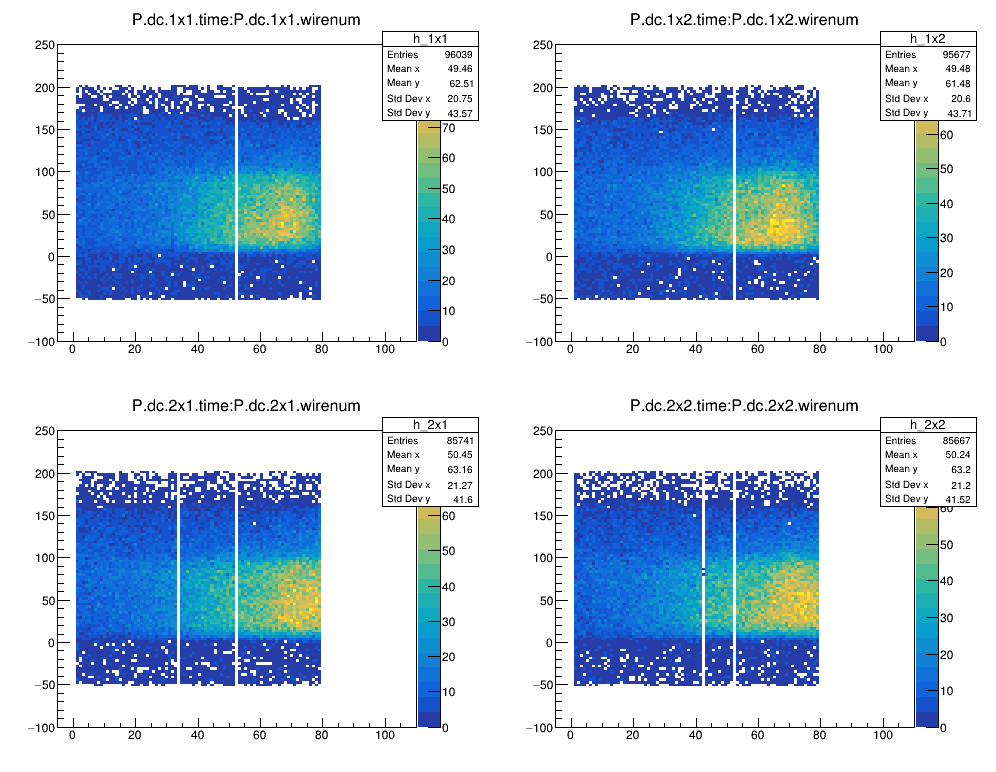 P.dc.1x1.time:P.dc.1x1.wirenum
h_1x1
Entries 96039
Mean x 49.46
Mean y 62.51
Std Dev x 20.75
Std Dev y 43.57
250
200
150
100
50
0
−50
−100
0 20 40 60 80 100
70
60
50
40
30
20
10
0
P.dc.1x2.time:P.dc.1x2.wirenum
h_1x2
Entries 95677
Mean x 49.48
Mean y 61.48
Std Dev x 20.6
Std Dev y 43.71
250
200
150
100
50
0
−50
−100
0 20 40 60 80 100
60
50
40
30
20
10
0
P.dc.2x1.time:P.dc.2x1.wirenum
h_2x1
Entries 85741
Mean x 50.45
Mean y 63.16
Std Dev x 21.27
Std Dev y 41.6
250
200
150
100
50
0
−50
−100
0 20 40 60 80 100
60
50
40
30
20
10
0
P.dc.2x2.time:P.dc.2x2.wirenum
h_2x2
Entries 85667
Mean x 50.24
Mean y 63.2
Std Dev x 21.2
Std Dev y 41.52
250
200
150
100
50
0
−50
−100
0 20 40 60 80 100
60
50
40
30
20
10
0